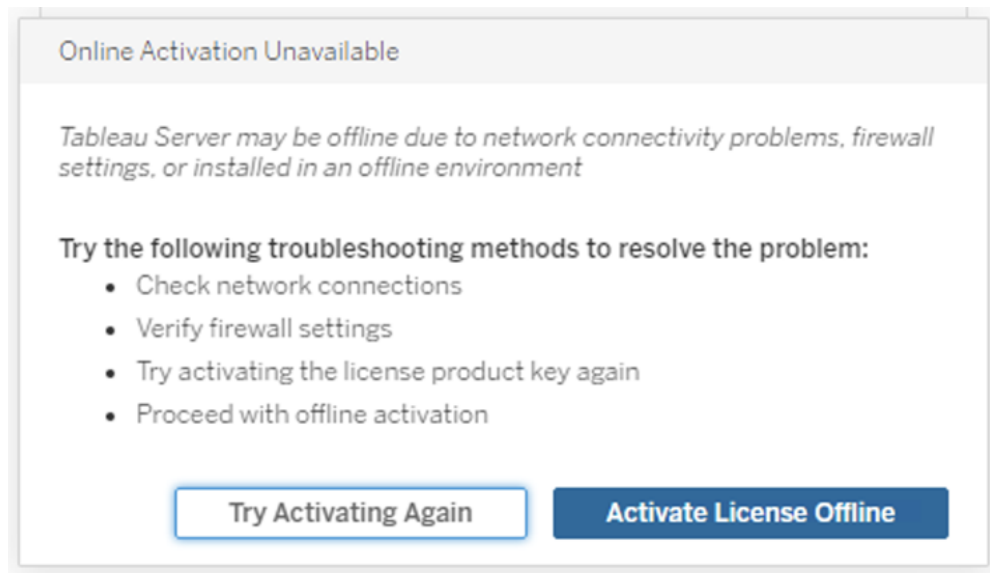 Online Activation Unavailable
Tableau Server may be offline due to network connectivity problems, firewall
settings, or installed in an offline environment
Try the following troubleshooting methods to resolve the problem:
• Check network connections
• Verify firewall settings
• Try activating the license product key again
• Proceed with offline activation
Try Activating Again
Activate License Offline